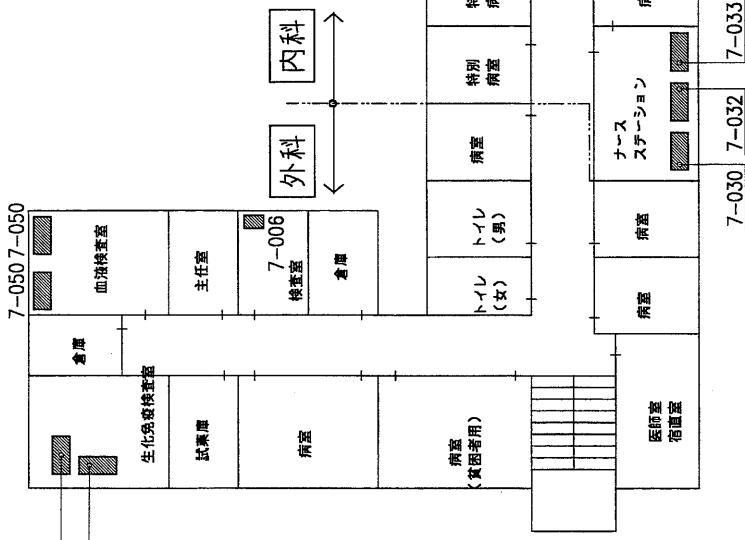 内科
外科
特
病
特別
病室
病
7-033
7-032
7-030
ナース
ステーション
病室
トイレ
(男)
トイレ
(女)
病室
病室
7-050
7-050
血液検査室
主任室
7-006
検査室
倉庫
倉庫
生化免疫検査室
試薬庫
病室
病室
(貧困者用)
医師室
宿直室